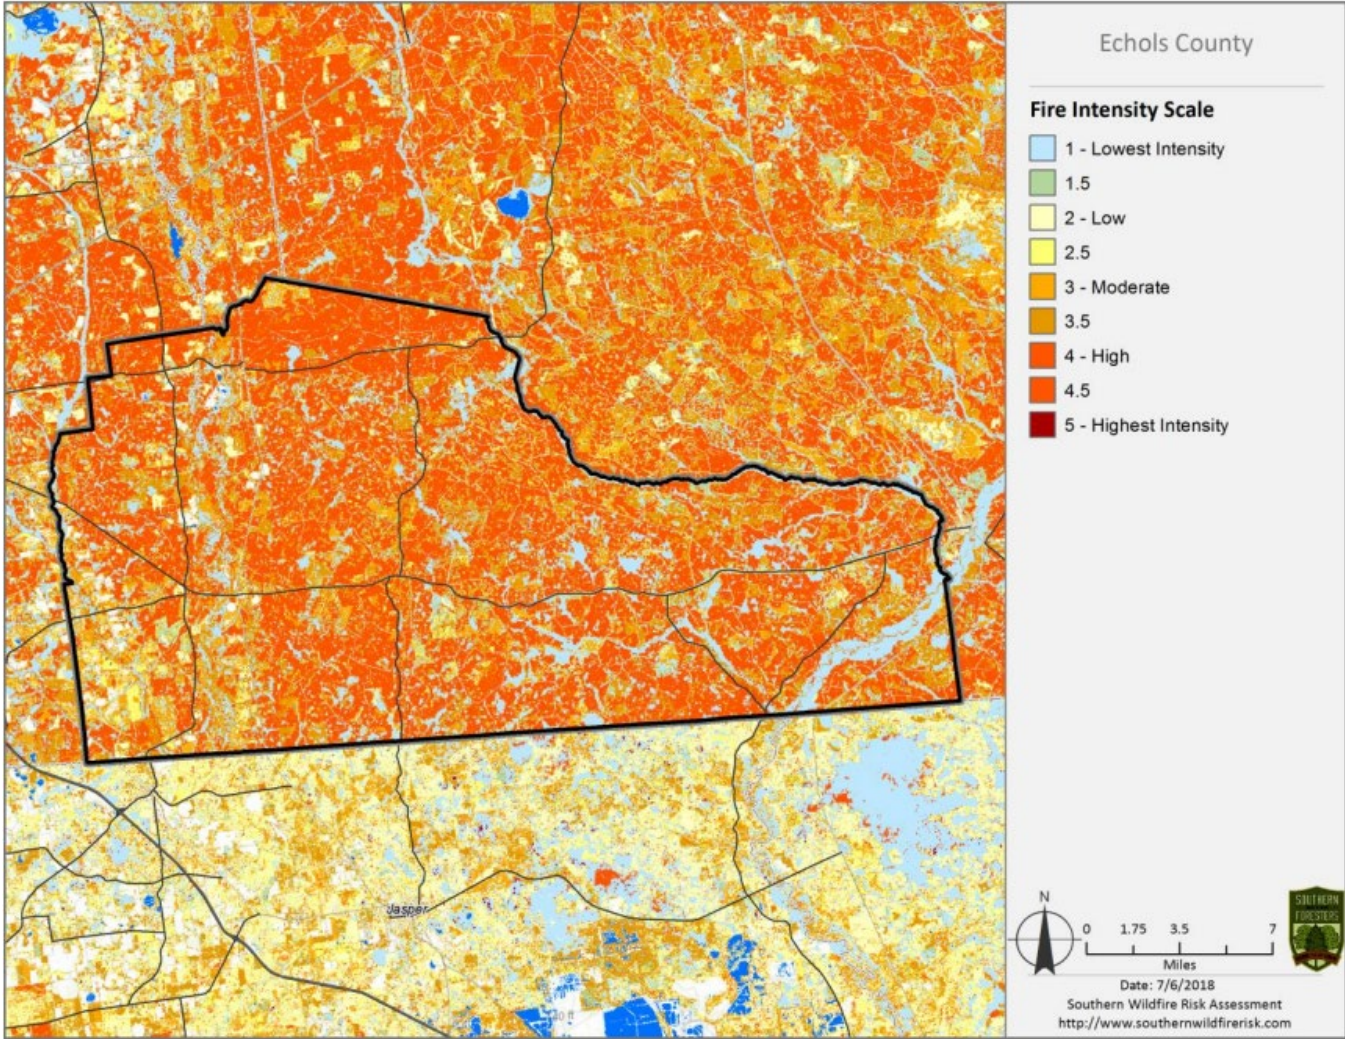 Echols County
Fire Intensity Scale
1 - Lowest Intensity
1.5
2 - Low
2.5
3 - Moderate
3.5
4 - High
4.5
5 - Highest Intensity
Jasper
N
0 1.75 3.5 7
Miles
Date: 7/6/2018
Southern Wildfire Risk Assessment
http://www.southernwildfirerisk.com
SOUTHERN
FORESTERS